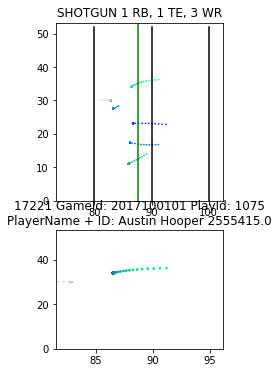 SHOTGUN 1 RB, 1 TE, 3 WR
50
40
30
20
10
0
80 90 100
17221 GameId: 2017100101 PlayId: 1075
PlayerName + ID: Austin Hooper 2555415.0
40
20
0
85 90 95